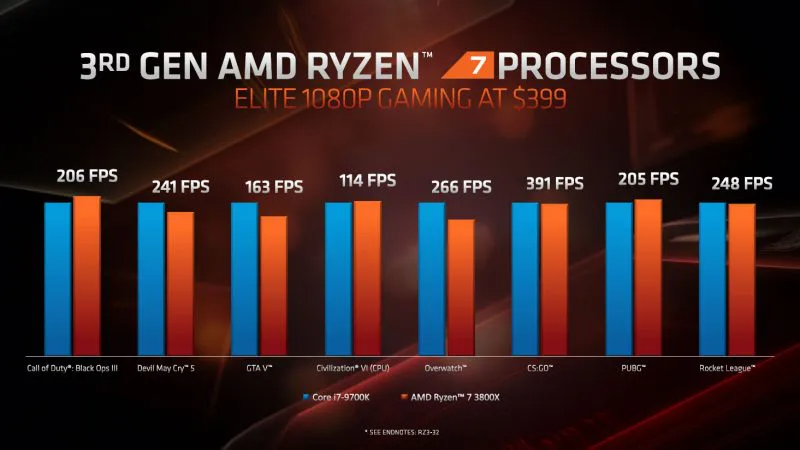 3RD GEN AMD RYZEN™ 7 PROCESSORS
ELITE 1080P GAMING AT $399
206 FPS
241 FPS
163 FPS
114 FPS
266 FPS
391 FPS
205 FPS
248 FPS
Call of Duty®: Black Ops III
Devil May Cry™ 5
GTA V™
Civilization® VI (CPU)
Overwatch™
CS:GO™
PUBG™
Rocket League™
Core i7-9700K
AMD Ryzen™ 7 3800X
* SEE ENDNOTES: RZ3-32